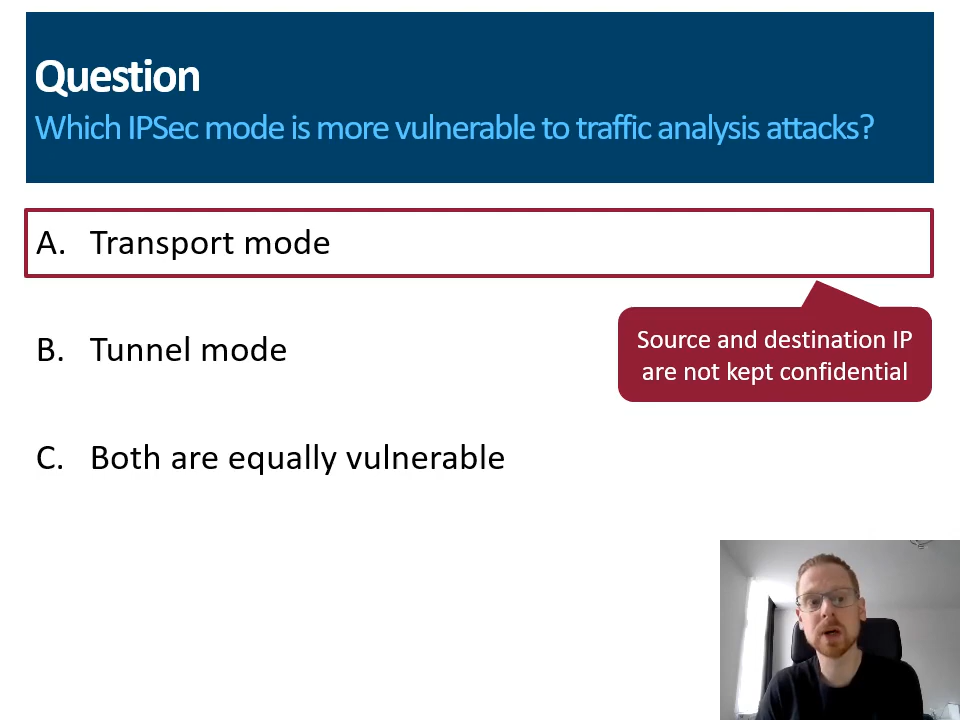 Question
Which IPSec mode is more vulnerable to traffic analysis attacks?
A. Transport mode
B. Tunnel mode
Source and destination IP
are not kept confidential
C. Both are equally vulnerable